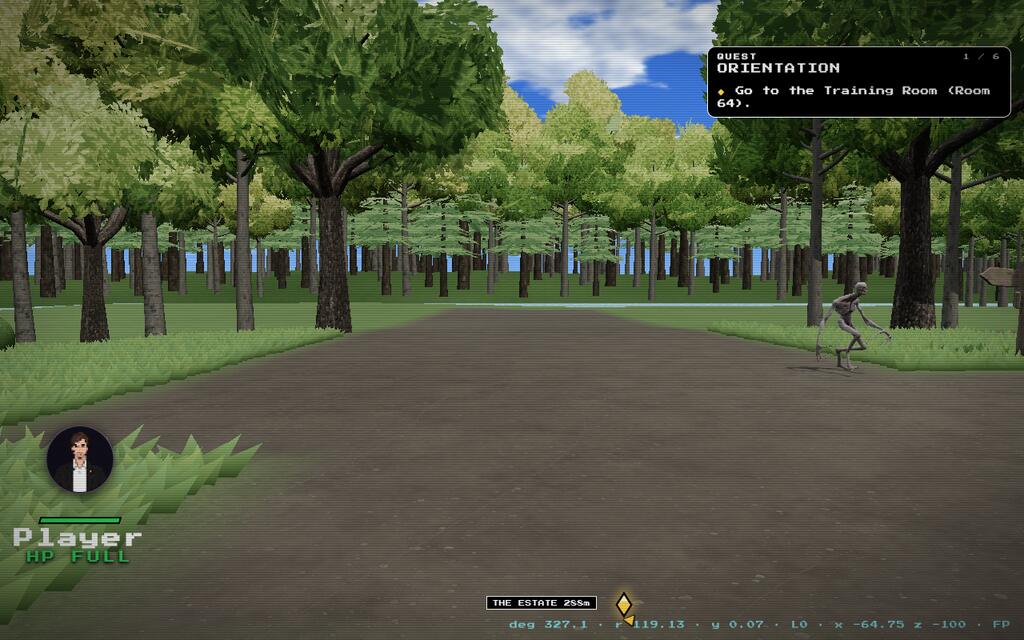 QUEST 1 / 6
ORIENTATION
◆ Go to the Training Room (Room
64).
Player
HP FULL
THE ESTATE 288m
deg 327.1 · r 119.13 · y 0.07 · L0 · x -64.75 z -100 · FP